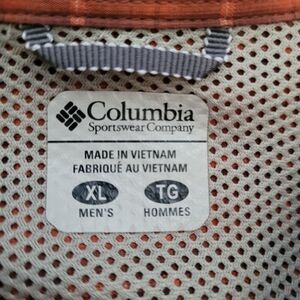 Columbia
Sportswear Company
MADE IN VIETNAM
FABRIQUÉ AU VIETNAM
XL TG
MEN'S HOMMES